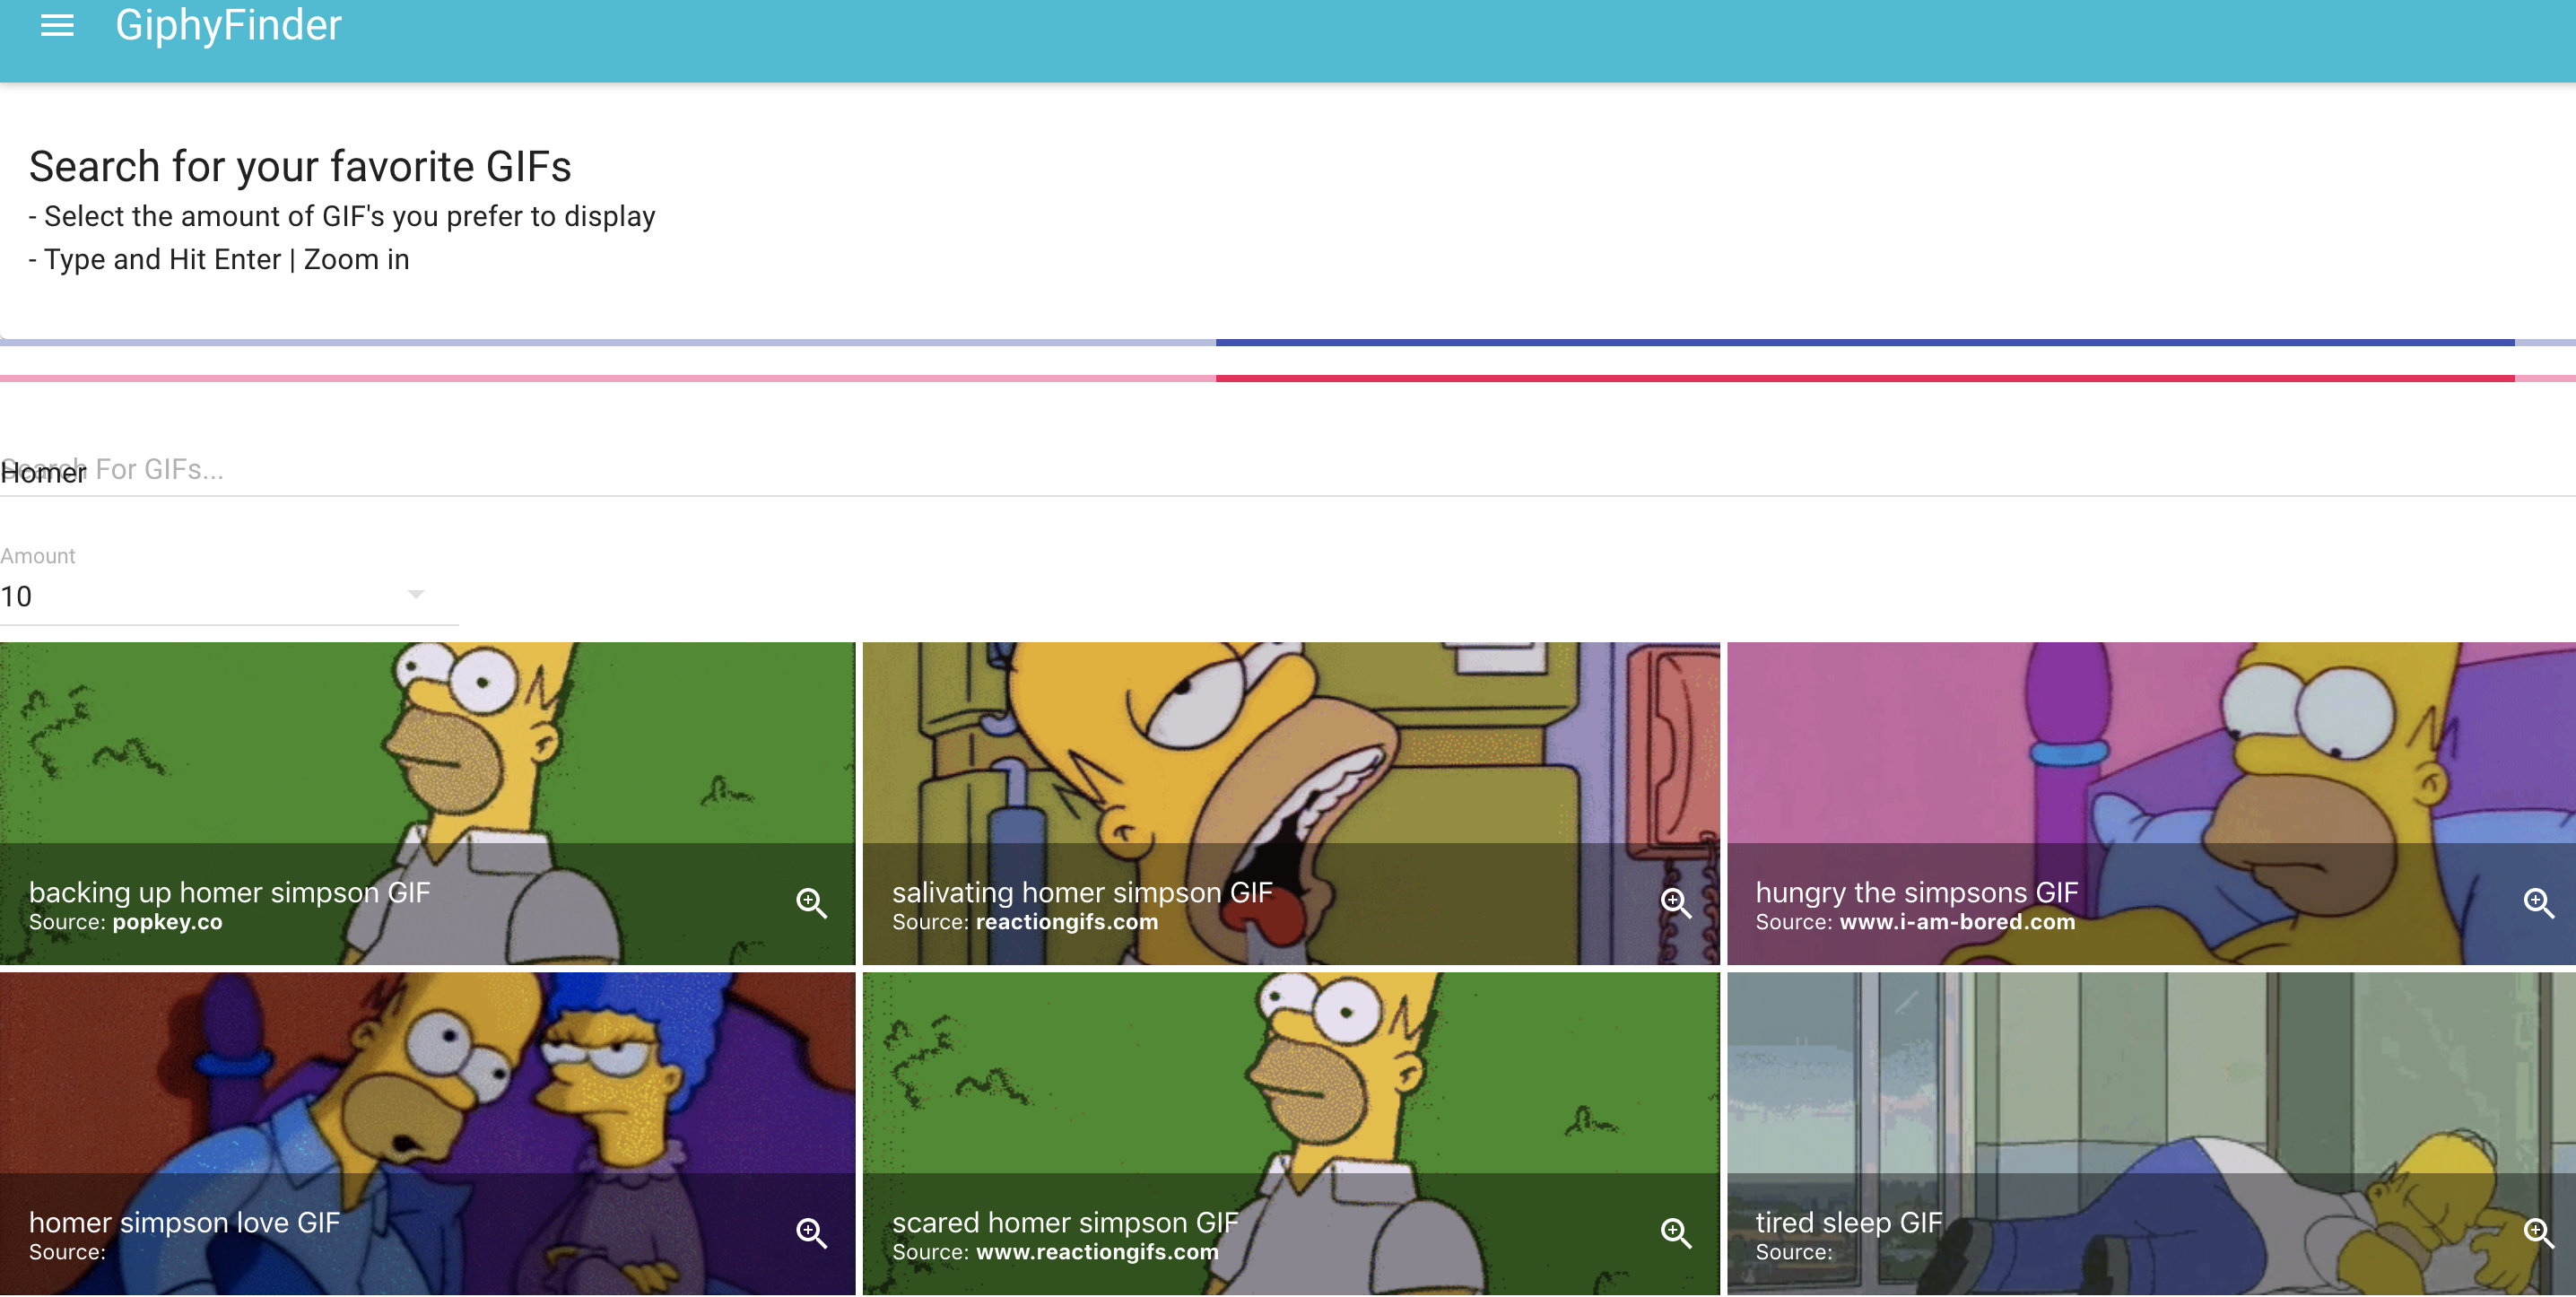 GiphyFinder
Search for your favorite GIFs
- Select the amount of GIF's you prefer to display
- Type and Hit Enter | Zoom in
Search For GIFs...
Homer
Amount
10
backing up homer simpson GIF
Source: popkey.co
salivating homer simpson GIF
Source: reactiongifs.com
hungry the simpsons GIF
Source: www.i-am-bored.com
homer simpson love GIF
Source:
scared homer simpson GIF
Source: www.reactiongifs.com
tired sleep GIF
Source: